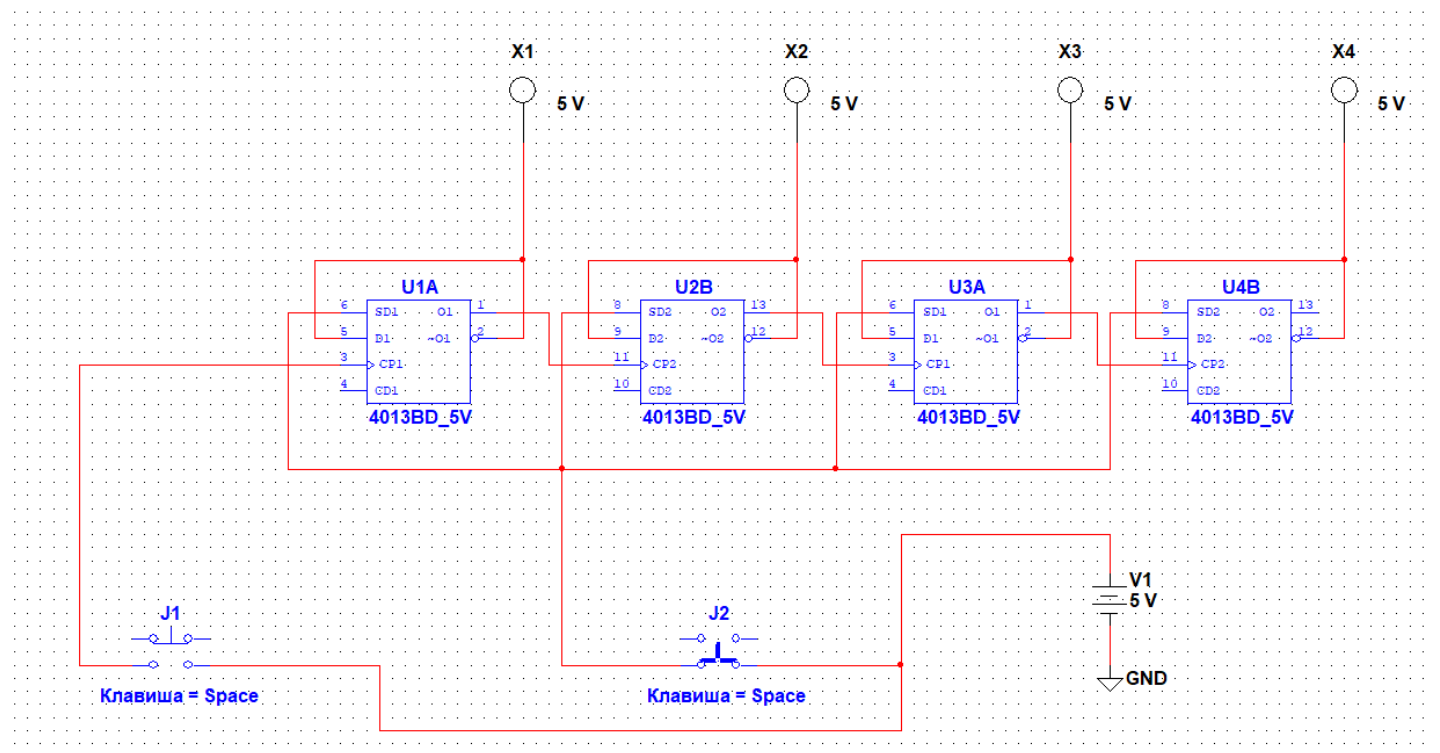 X1
X2
X3
X4
5 V
5 V
5 V
5 V
U1A
U2B
U3A
U4B
6 SD1 O1 1
5 D1 ~O1 2
3 CP1
4 CD1
4013BD_5V
8 SD2 O2 13
9 D2 ~O2 12
11 CP2
10 CD2
4013BD_5V
6 SD1 O1 1
5 D1 ~O1 2
3 CP1
4 CD1
4013BD_5V
8 SD2 O2 13
9 D2 ~O2 12
11 CP2
10 CD2
4013BD_5V
V1
5 V
GND
J1
Клавиша = Space
J2
Клавиша = Space